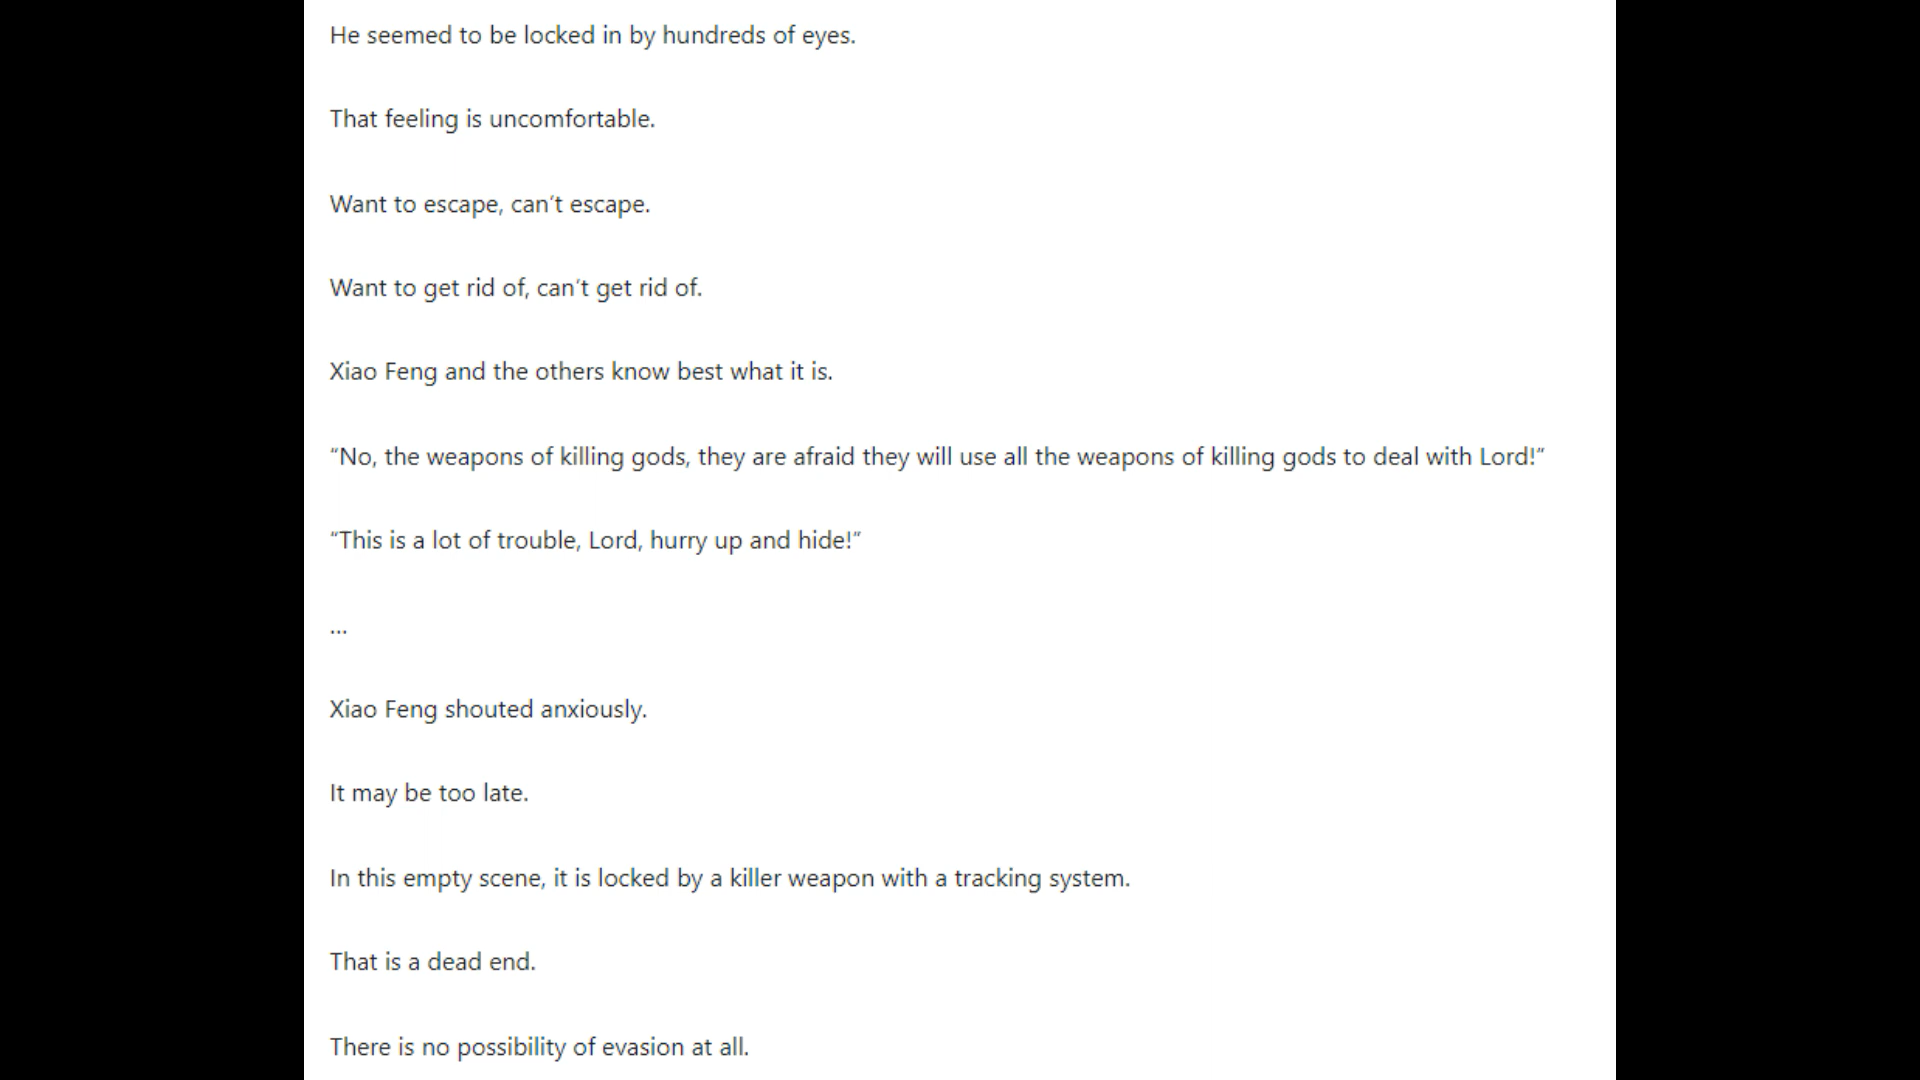 He seemed to be locked in by hundreds of eyes.
That feeling is uncomfortable.
Want to escape, can’t escape.
Want to get rid of, can’t get rid of.
Xiao Feng and the others know best what it is.
“No, the weapons of killing gods, they are afraid they will use all the weapons of killing gods to deal with Lord!”
“This is a lot of trouble, Lord, hurry up and hide!”
…
Xiao Feng shouted anxiously.
It may be too late.
In this empty scene, it is locked by a killer weapon with a tracking system.
That is a dead end.
There is no possibility of evasion at all.